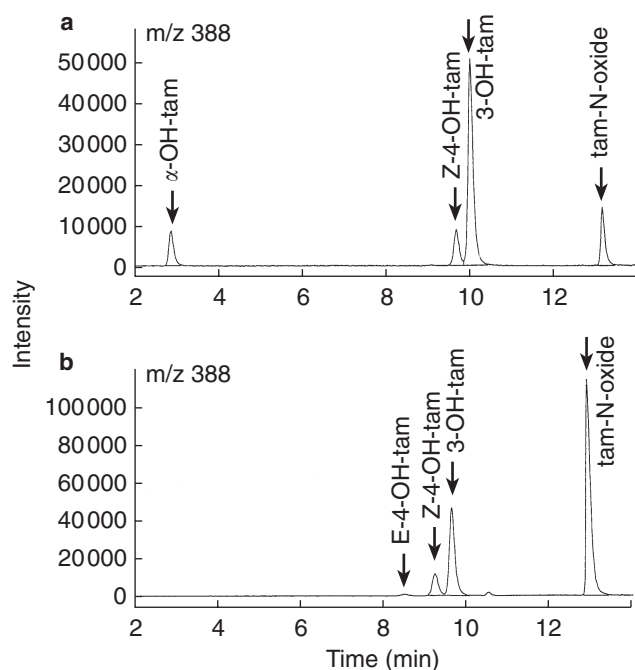 a
m/z 388
50 000
40 000
30 000
20 000
10 000
0
α-OH-tam
Z-4-OH-tam
3-OH-tam
tam-N-oxide
2 4 6 8 10 12
Intensity
b
m/z 388
100 000
80 000
60 000
40 000
20 000
0
E-4-OH-tam
Z-4-OH-tam
3-OH-tam
tam-N-oxide
2 4 6 8 10 12
Time (min)